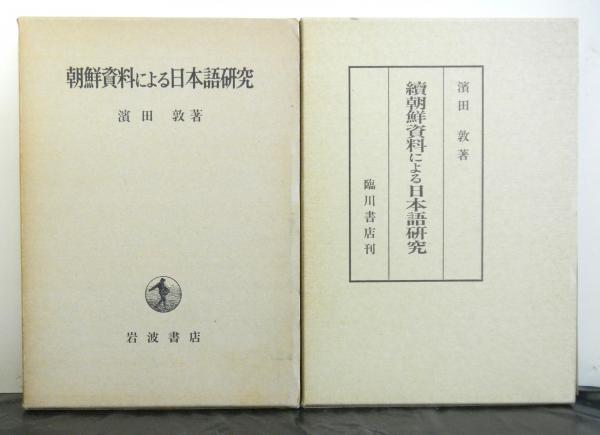 朝鮮資料による日本語研究
濱田 敦著
岩波書店
濱田 敦著
續朝鮮資料による日本語研究
臨川書店刊